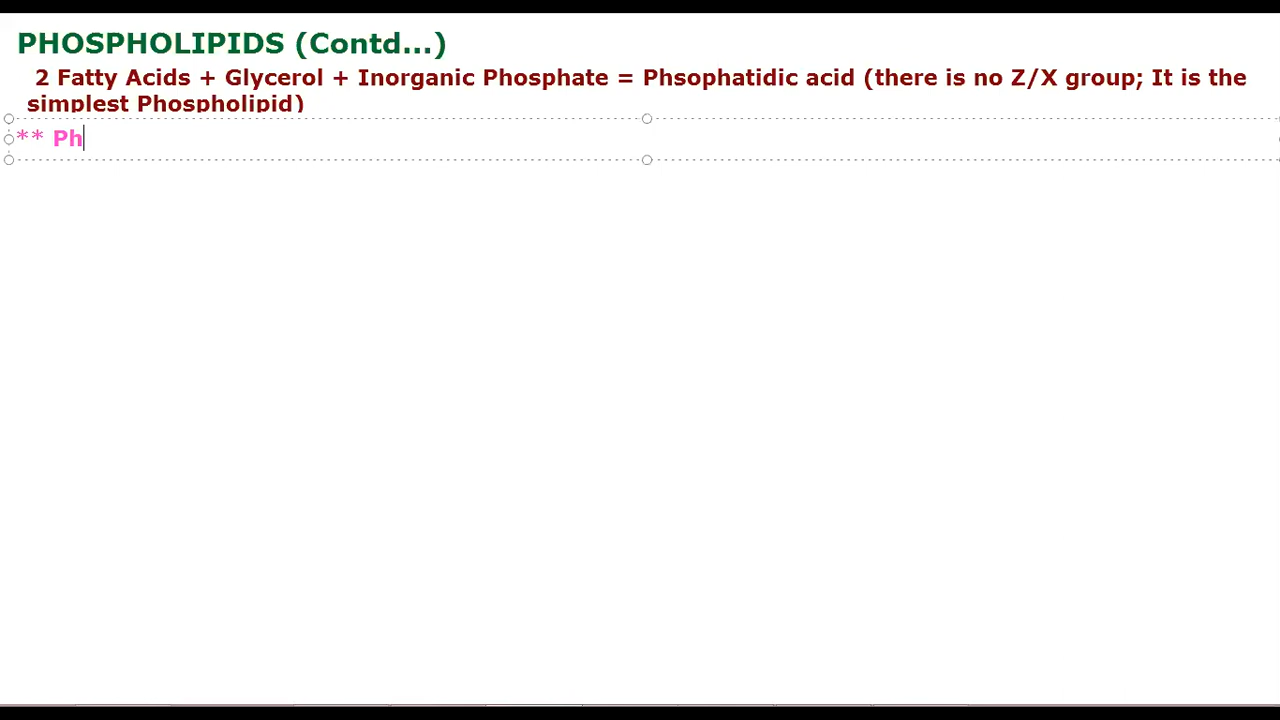 PHOSPHOLIPIDS (Contd...)
2 Fatty Acids + Glycerol + Inorganic Phosphate = Phsophatidic acid (there is no Z/X group; It is the
simplest Phospholipid)
** Ph